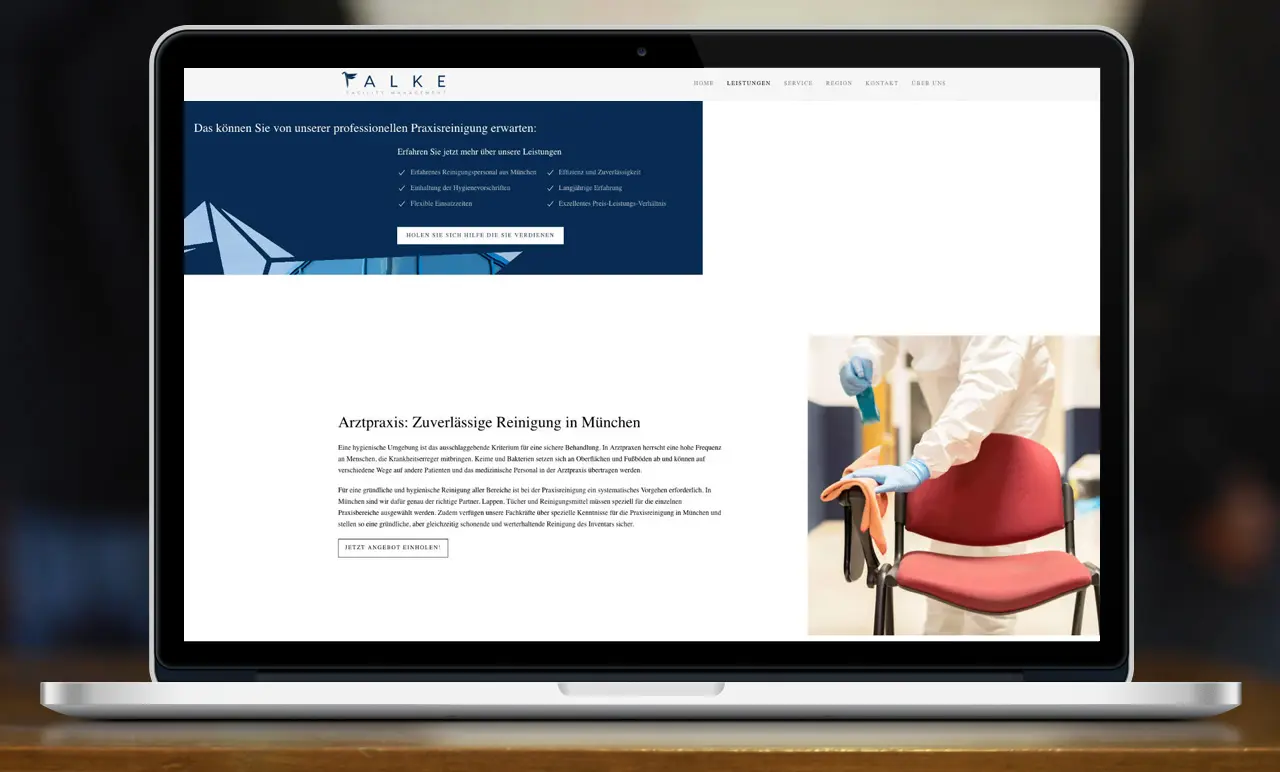 FALKE
FACILITY MANAGEMENT
HOME LEISTUNGEN SERVICE REGION KONTAKT ÜBER UNS
Das können Sie von unserer professionellen Praxisreinigung erwarten:
Erfahren Sie jetzt mehr über unsere Leistungen
Erfahrenes Reinigungspersonal aus München
Effizienz und Zuverlässigkeit
Einhaltung der Hygienevorschriften
Langjährige Erfahrung
Flexible Einsatzzeiten
Exzellentes Preis-Leistungs-Verhältnis
HOLEN SIE SICH HILFE DIE SIE VERDIENEN
Arztpraxis: Zuverlässige Reinigung in München
Eine hygienische Umgebung ist das ausschlaggebende Kriterium für eine sichere Behandlung. In Arztpraxen herrscht eine hohe Frequenz
an Menschen, die Krankheitserreger mitbringen. Keime und Bakterien setzen sich an Oberflächen und Fußböden ab und können auf
verschiedene Wege auf andere Patienten und das medizinische Personal in der Arztpraxis übertragen werden.
Für eine gründliche und hygienische Reinigung aller Bereiche ist bei der Praxisreinigung ein systematisches Vorgehen erforderlich. In
München sind wir dafür genau der richtige Partner. Lappen, Tücher und Reinigungsmittel müssen speziell für die einzelnen
Praxisbereiche ausgewählt werden. Zudem verfügen unsere Fachkräfte über spezielle Kenntnisse für die Praxisreinigung in München und
stellen so eine gründliche, aber gleichzeitig schonende und werterhaltende Reinigung des Inventars sicher.
JETZT ANGEBOT EINHOLEN!